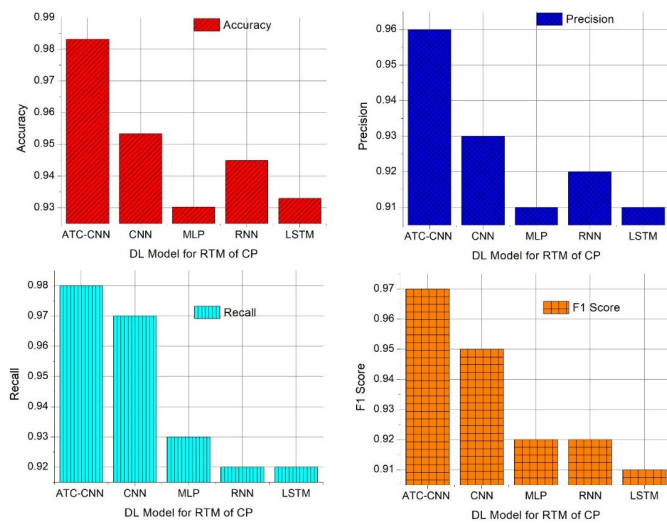 Accuracy
0.99
0.98
0.97
0.96
0.95
0.94
0.93
Accuracy
ATC-CNN CNN MLP RNN LSTM
DL Model for RTM of CP
Precision
0.96
0.95
0.94
0.93
0.92
0.91
Precision
ATC-CNN CNN MLP RNN LSTM
DL Model for RTM of CP
Recall
0.98
0.97
0.96
0.95
0.94
0.93
0.92
Recall
ATC-CNN CNN MLP RNN LSTM
DL Model for RTM of CP
F1 Score
0.97
0.96
0.95
0.94
0.93
0.92
0.91
F1 Score
ATC-CNN CNN MLP RNN LSTM
DL Model for RTM of CP